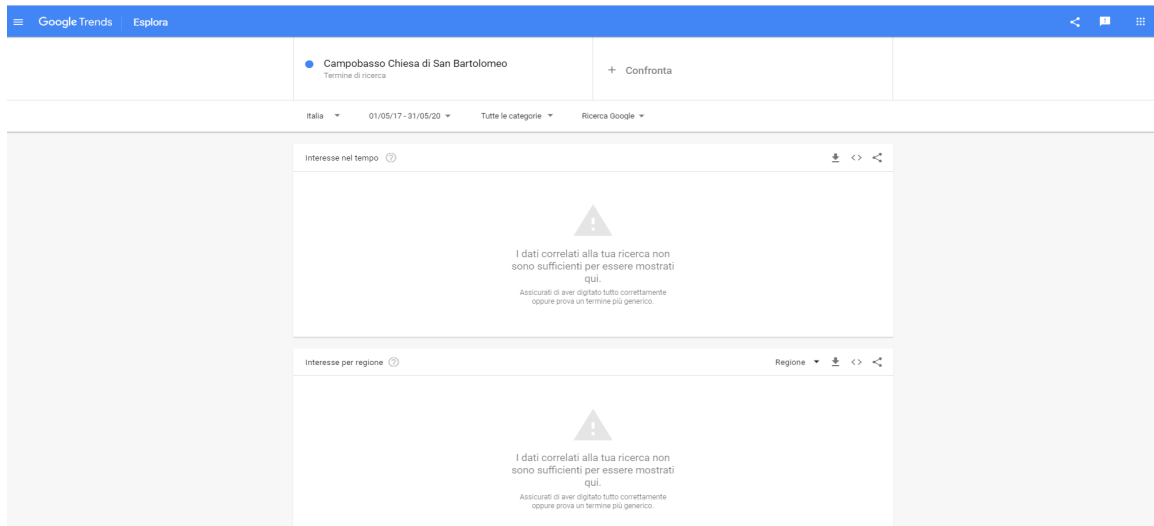 Google Trends Esplora
Campobasso Chiesa di San Bartolomeo
Termine di ricerca
+ Confronta
Italia 01/05/17 - 31/05/20 Tutte le categorie Ricerca Google
Interesse nel tempo
I dati correlati alla tua ricerca non
sono sufficienti per essere mostrati
qui.
Assicurati di aver digitato tutto correttamente
oppure prova un termine più generico.
Interesse per regione Regione
I dati correlati alla tua ricerca non
sono sufficienti per essere mostrati
qui.
Assicurati di aver digitato tutto correttamente
oppure prova un termine più generico.